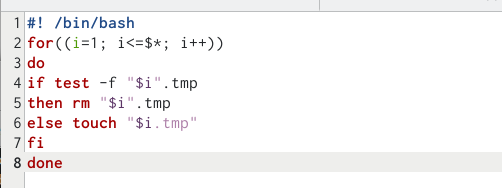 1 #! /bin/bash
2 for((i=1; i<=$*; i++))
3 do
4 if test -f "$i".tmp
5 then rm "$i".tmp
6 else touch "$i.tmp"
7 fi
8 done